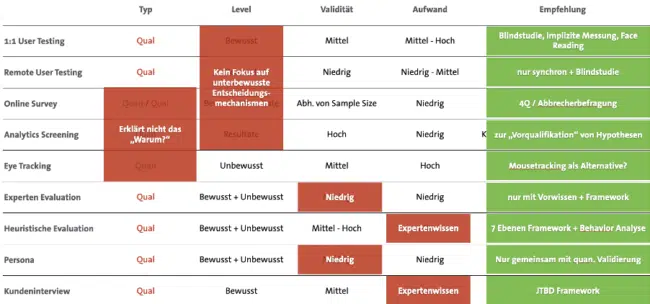 Typ Level Validität Aufwand Empfehlung
1:1 User Testing Qual Bewusst Mittel Mittel - Hoch Blindstudie, Implizite Messung, Face Reading
Remote User Testing Qual Kein Fokus auf unterbewusste Entscheidungs- mechanismen Niedrig Niedrig - Mittel nur synchron + Blindstudie
Online Survey Quan / Qual Abh. von Sample Size Niedrig 4Q / Abbrecherbefragung
Analytics Screening Erklärt nicht das „Warum?“ Resultate Hoch Niedrig K zur „Vorqualifikation“ von Hypothesen
Eye Tracking Quan Unbewusst Mittel Hoch Mousetracking als Alternative?
Experten Evaluation Qual Bewusst + Unbewusst Niedrig Niedrig nur mit Vorwissen + Framework
Heuristische Evaluation Qual Bewusst + Unbewusst Mittel - Hoch Expertenwissen 7 Ebenen Framework + Behavior Analyse
Persona Qual Bewusst + Unbewusst Niedrig Niedrig Nur gemeinsam mit quan. Validierung
Kundeninterview Qual Bewusst Mittel Expertenwissen JTBD Framework